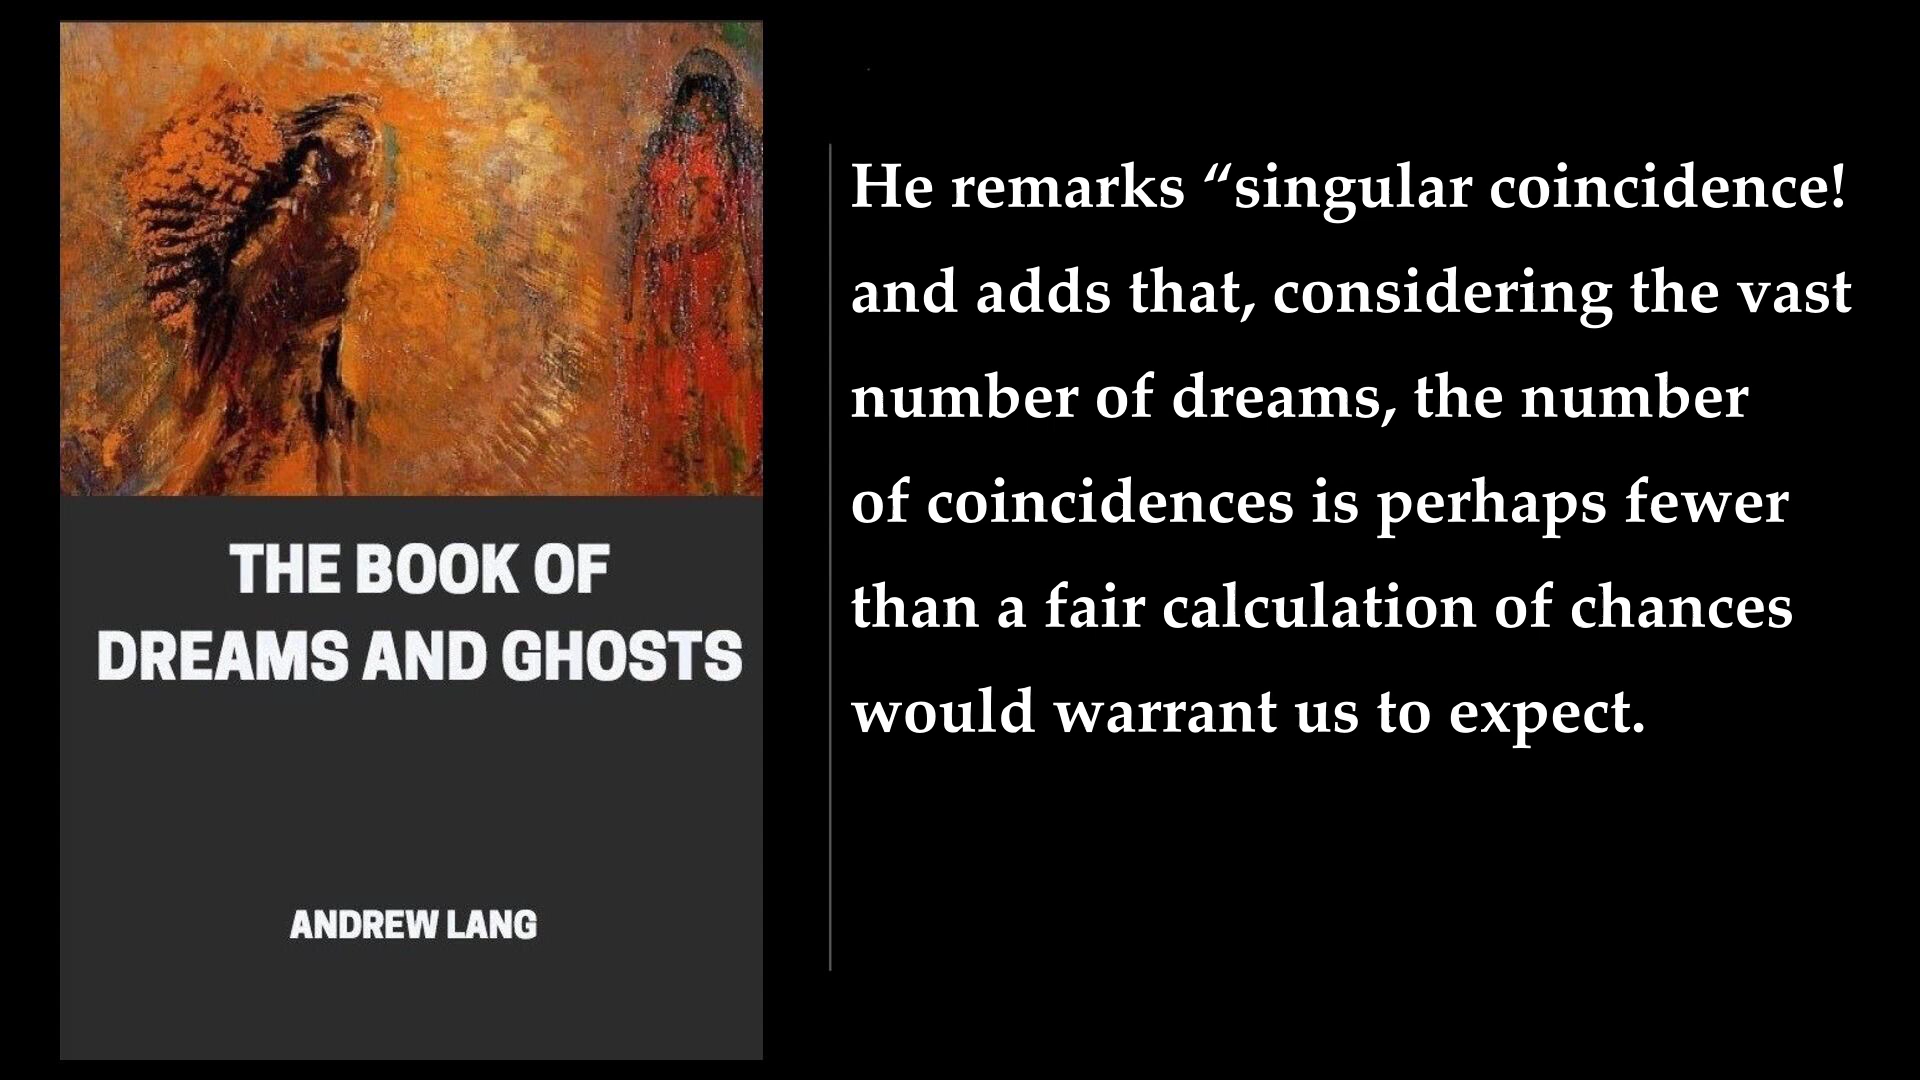 THE BOOK OF
DREAMS AND GHOSTS
ANDREW LANG
He remarks “singular coincidence!
and adds that, considering the vast
number of dreams, the number
of coincidences is perhaps fewer
than a fair calculation of chances
would warrant us to expect.